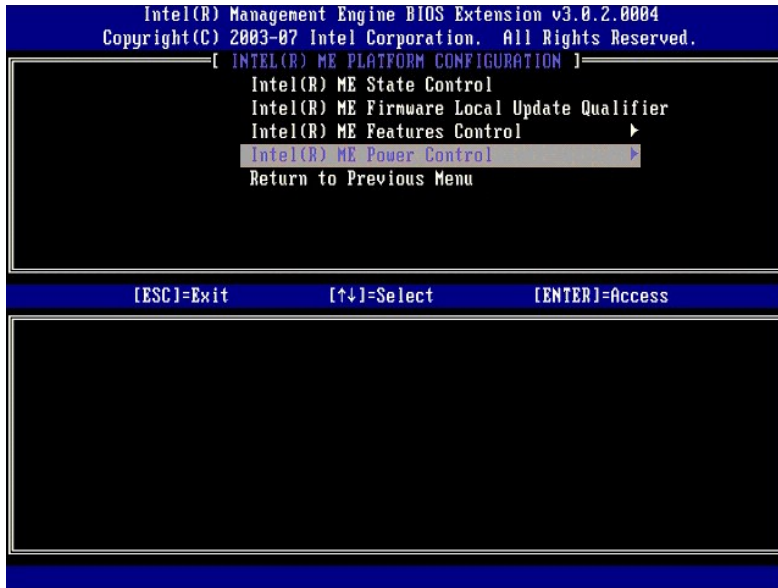 Intel(R) Management Engine BIOS Extension v3.0.2.0004
Copyright(C) 2003-07 Intel Corporation. All Rights Reserved.
[ INTEL(R) ME PLATFORM CONFIGURATION ]
Intel(R) ME State Control
Intel(R) ME Firmware Local Update Qualifier
Intel(R) ME Features Control ►
Intel(R) ME Power Control ►
Return to Previous Menu
[ESC]=Exit [↑↓]=Select [ENTER]=Access